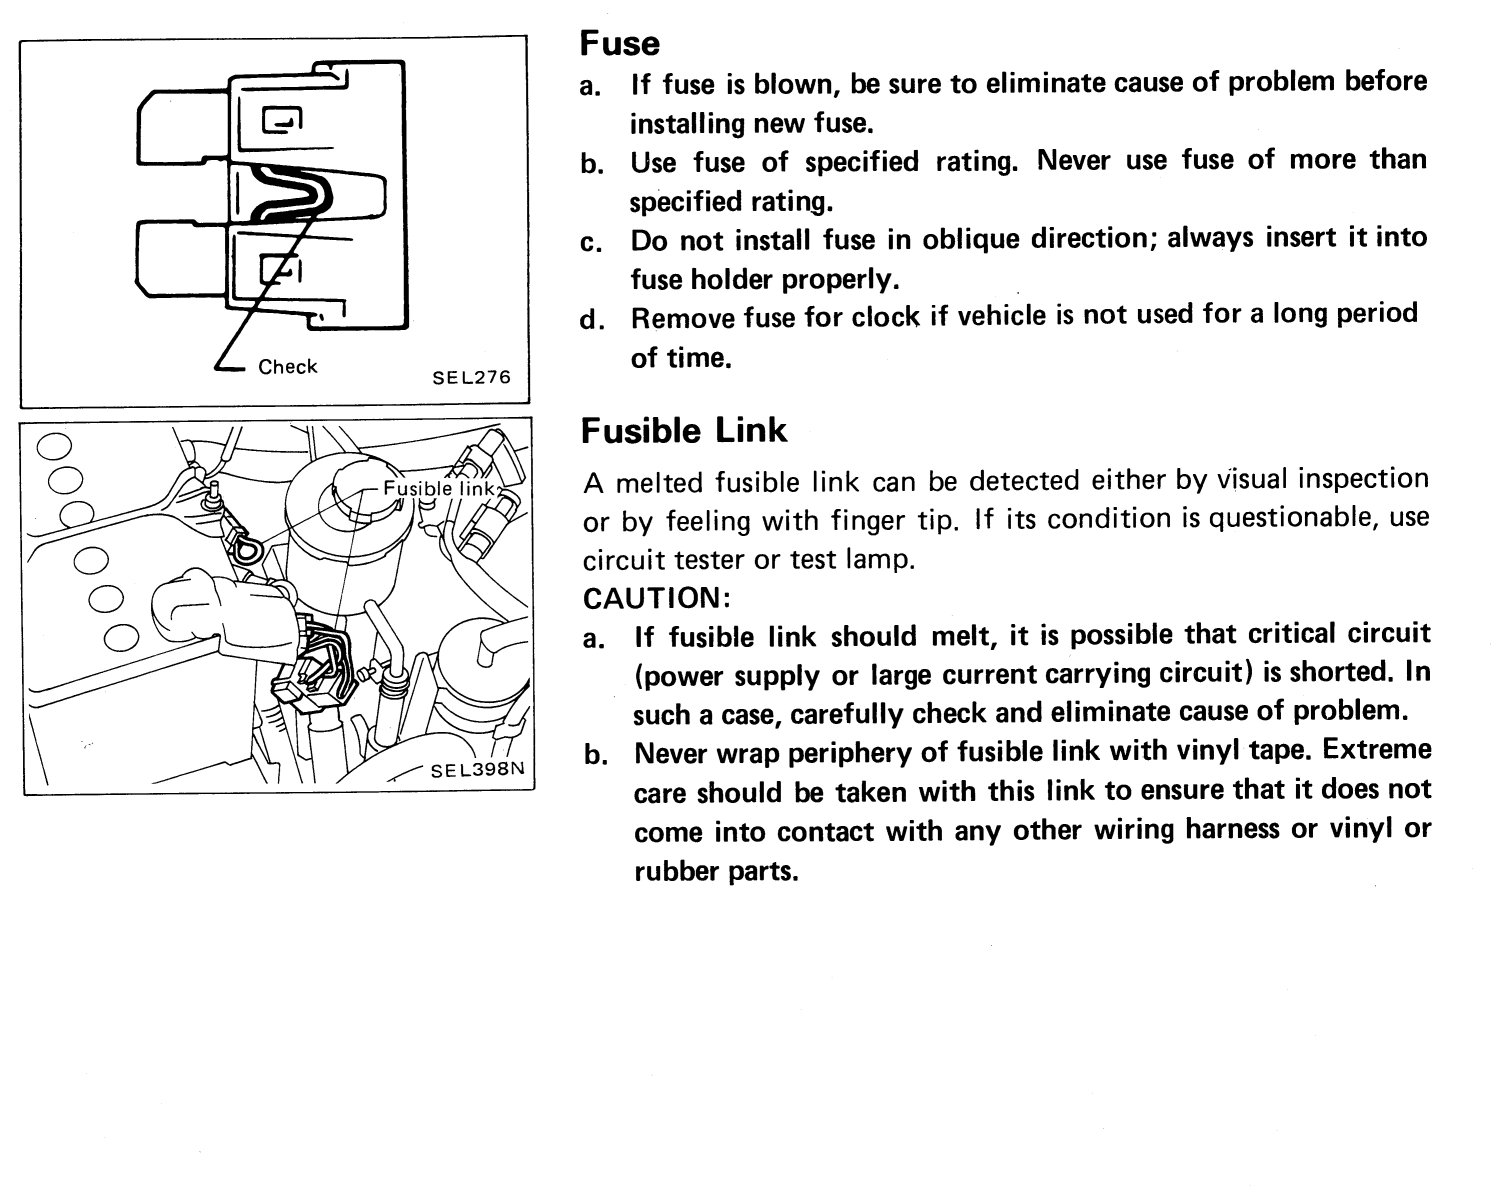 Fuse
a. If fuse is blown, be sure to eliminate cause of problem before
installing new fuse.
b. Use fuse of specified rating. Never use fuse of more than
specified rating.
c. Do not install fuse in oblique direction; always insert it into
fuse holder properly.
d. Remove fuse for clock if vehicle is not used for a long period
of time.
Check
SEL276
Fusible Link
A melted fusible link can be detected either by visual inspection
or by feeling with finger tip. If its condition is questionable, use
circuit tester or test lamp.
CAUTION:
a. If fusible link should melt, it is possible that critical circuit
(power supply or large current carrying circuit) is shorted. In
such a case, carefully check and eliminate cause of problem.
b. Never wrap periphery of fusible link with vinyl tape. Extreme
care should be taken with this link to ensure that it does not
come into contact with any other wiring harness or vinyl or
rubber parts.
Fusible link
SEL398N